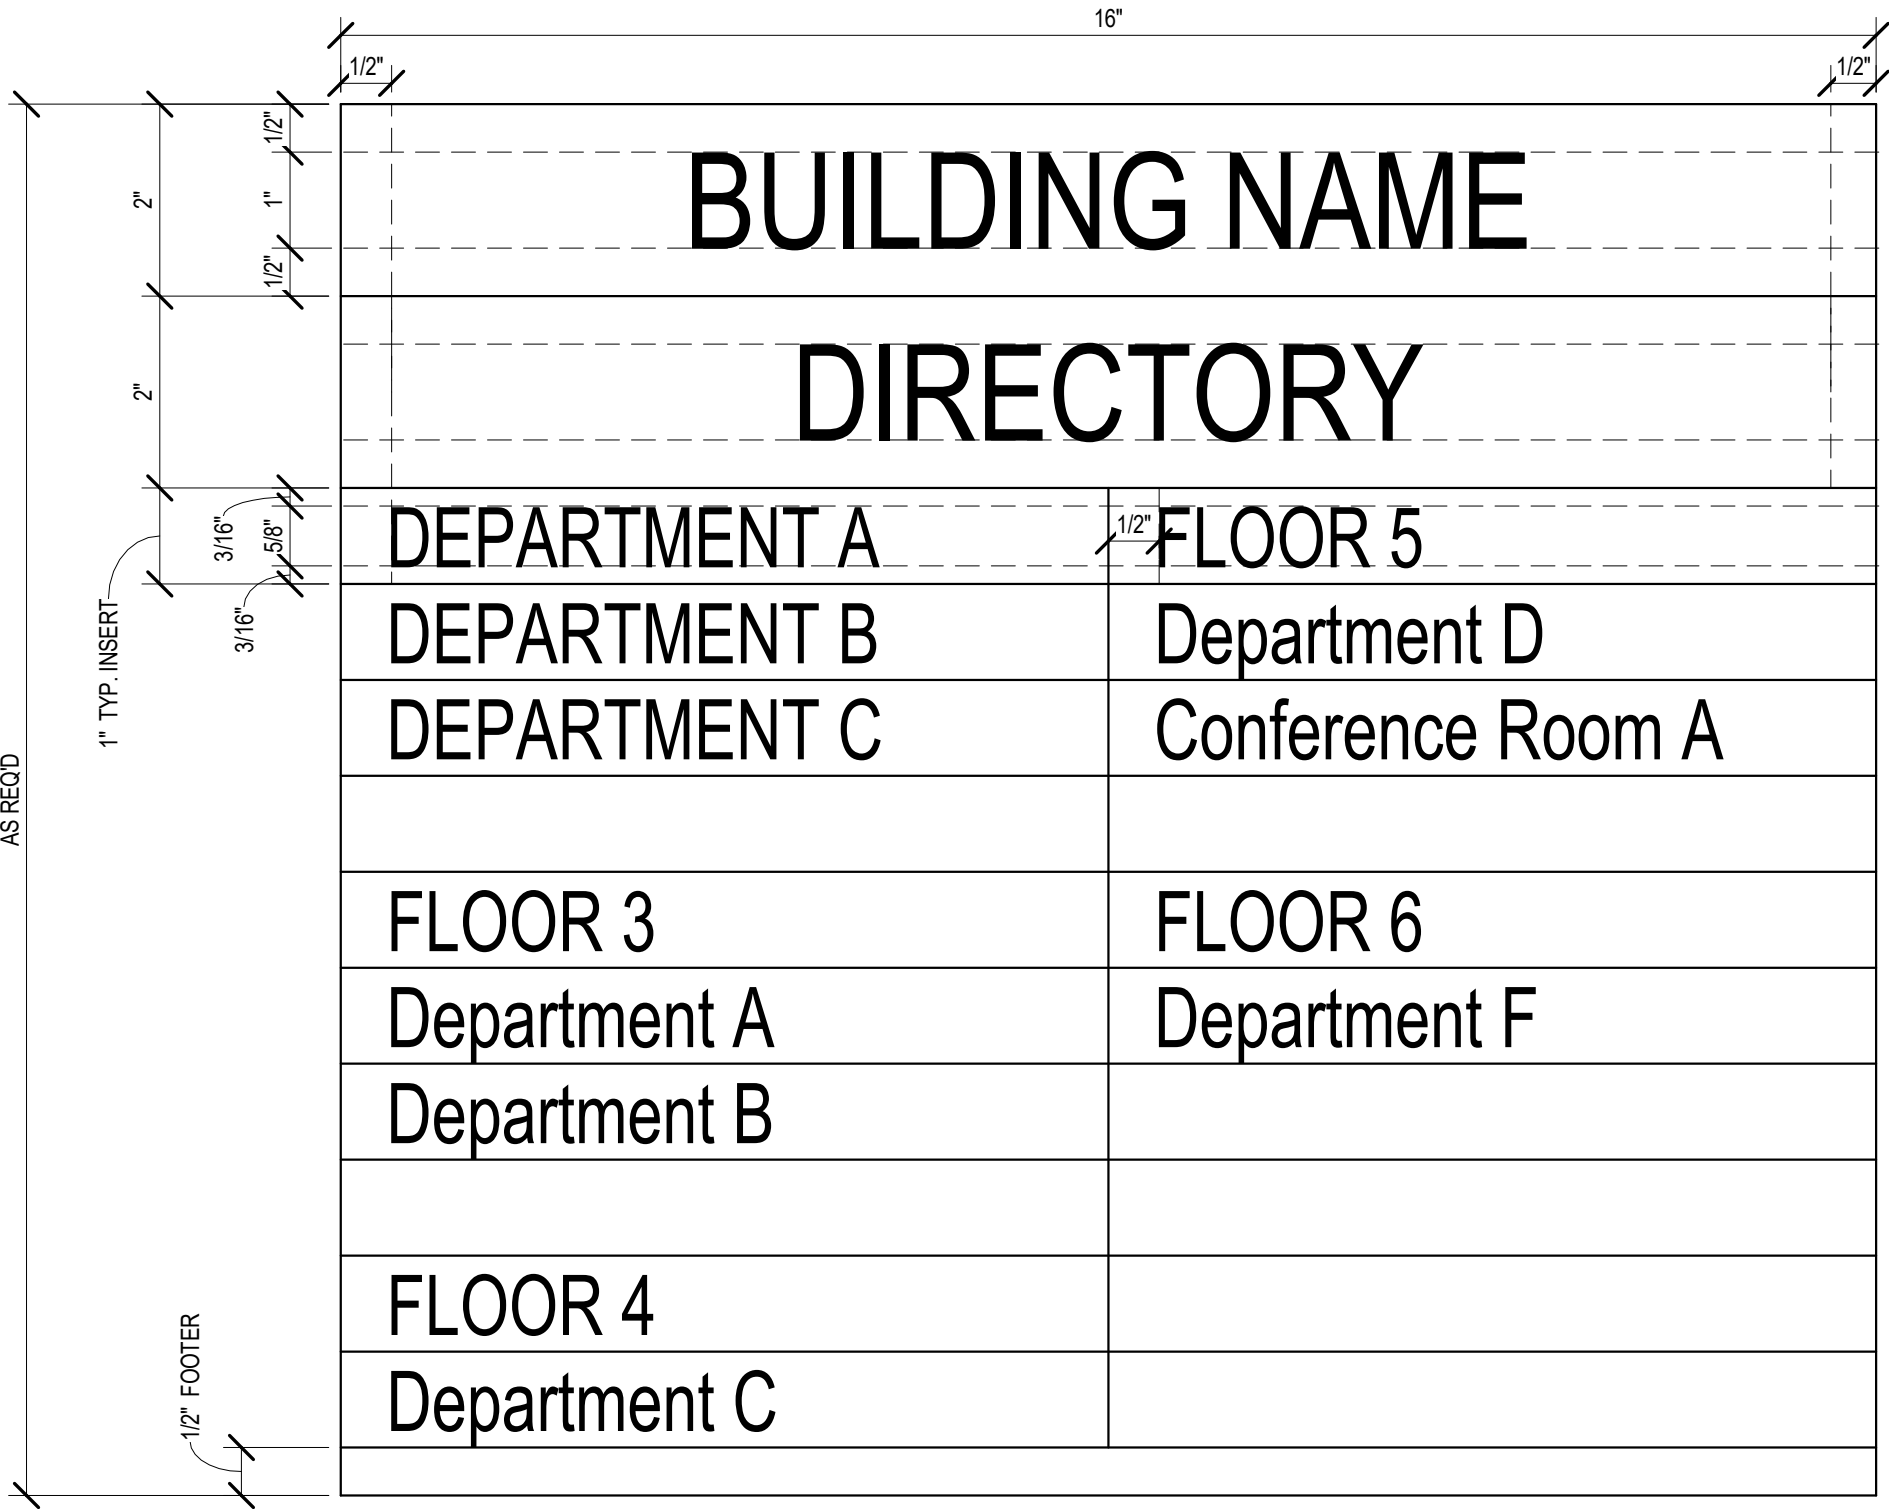 16"
1/2"
1/2"
1/2"
1"
1/2"
2"
2"
BUILDING NAME
DIRECTORY
3/16"
5/8"
3/16"
1" TYP. INSERT
AS REQ'D
1/2" FOOTER
1/2"
DEPARTMENT A
FLOOR 5
DEPARTMENT B
Department D
DEPARTMENT C
Conference Room A
FLOOR 3
FLOOR 6
Department A
Department F
Department B
FLOOR 4
Department C